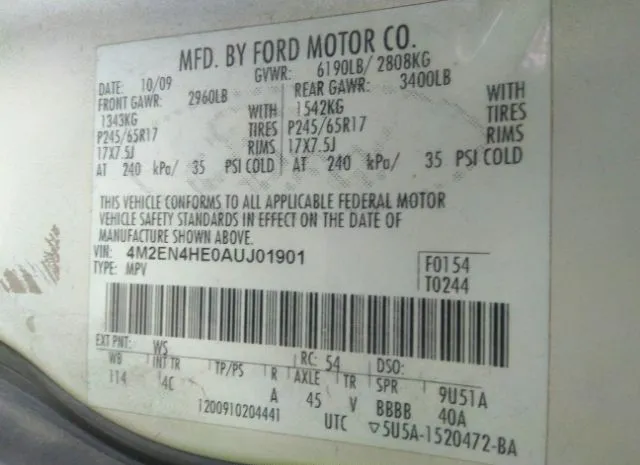 MFD. BY FORD MOTOR CO.
DATE: 10/09 GVWR: 6190LB/ 2808KG
FRONT GAWR: 2960LB REAR GAWR: 3400LB
1343KG WITH 1542KG WITH
P245/65R17 TIRES P245/65R17 TIRES
17X7.5J RIMS 17X7.5J RIMS
AT 240 kPa/ 35 PSI COLD AT 240 kPa/ 35 PSI COLD
THIS VEHICLE CONFORMS TO ALL APPLICABLE FEDERAL MOTOR
VEHICLE SAFETY STANDARDS IN EFFECT ON THE DATE OF
MANUFACTURE SHOWN ABOVE.
VIN: 4M2EN4HE0AUJ01901 F0154
TYPE: MPV T0244
EXT PNT: WS RC: 54 DSO:
WB INT TR TP/PS R AXLE TR SPR 9U51A
114 4C A 45 V BBBB 40A
1200910204441 UTC ▽5U5A-1520472-BA